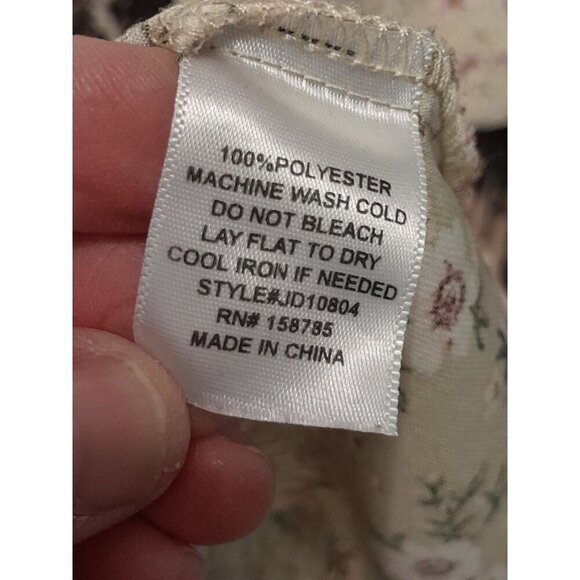 100%POLYESTER
MACHINE WASH COLD
DO NOT BLEACH
LAY FLAT TO DRY
COOL IRON IF NEEDED
STYLE#JD10804
RN# 158785
MADE IN CHINA